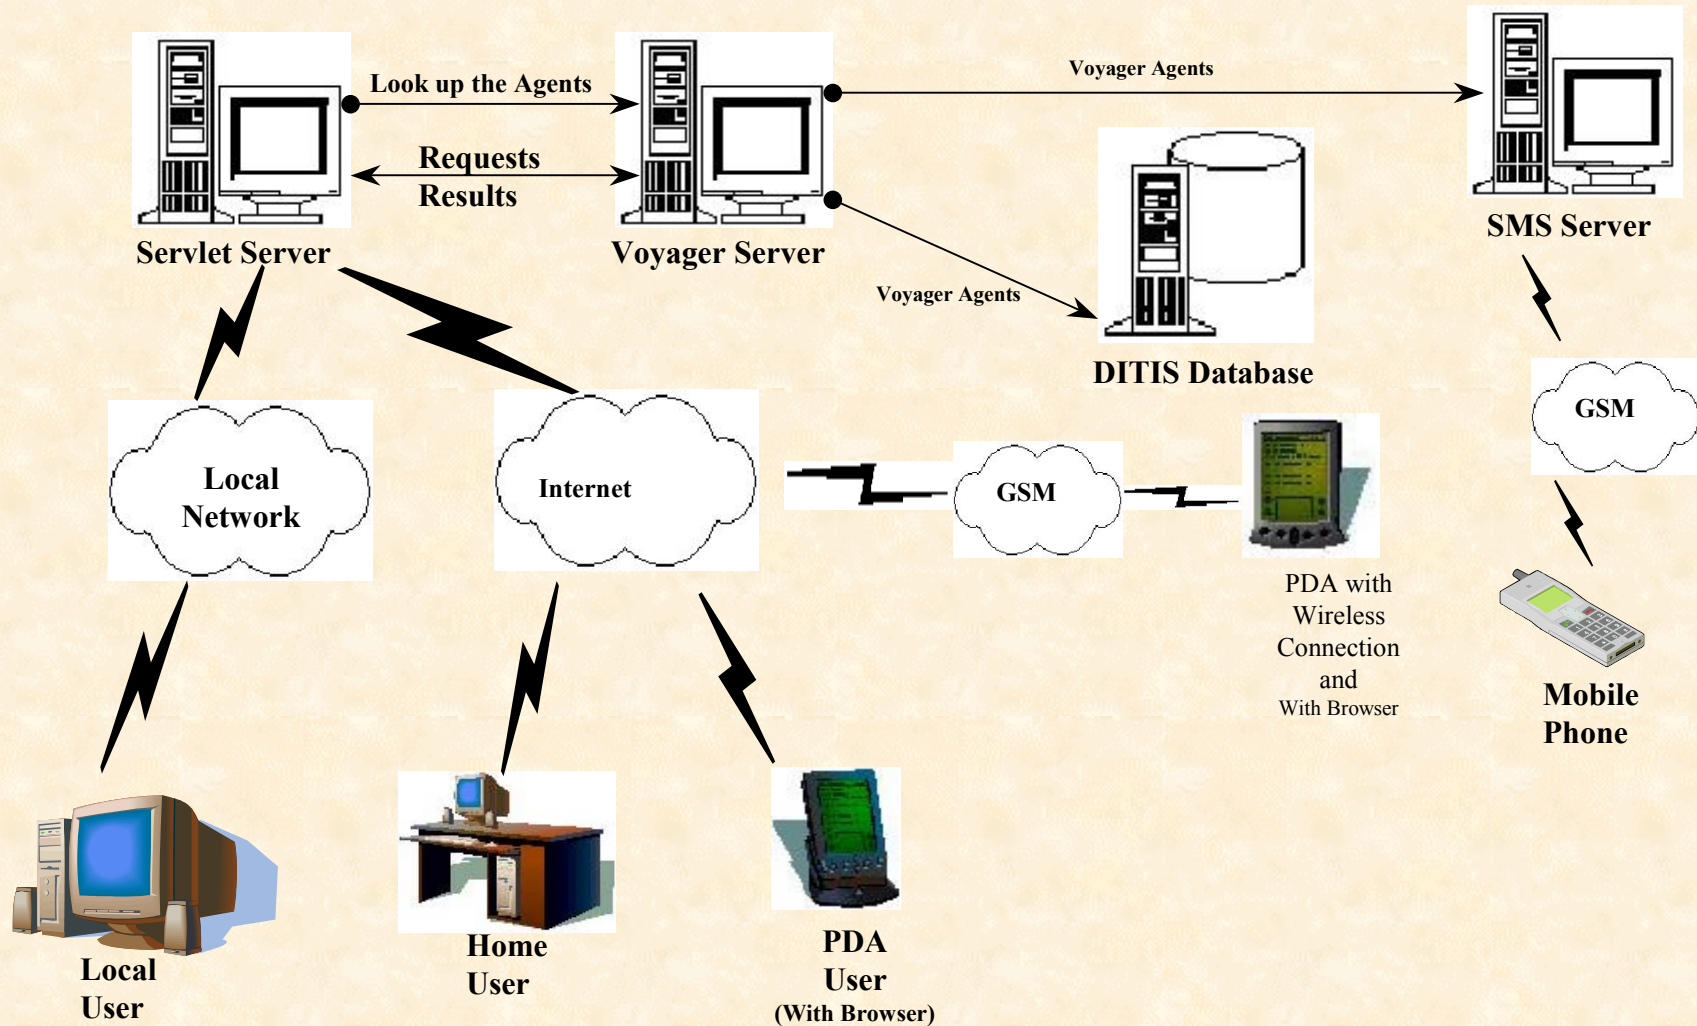 Look up the Agents
Voyager Agents
Requests
Results
Servlet Server
Voyager Server
SMS Server
Voyager Agents
DITIS Database
GSM
Local
Network
Internet
GSM
PDA with
Wireless
Connection
and
With Browser
Mobile
Phone
Home
User
PDA
User
(With Browser)
Local
User